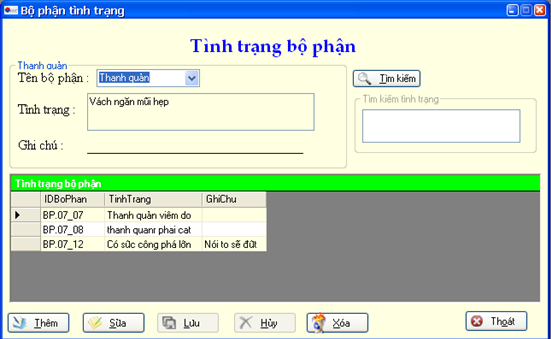 Bộ phận tình trạng
Tình trạng bộ phận
Thanh quản
Tên bộ phận : Thanh quản
Tìm kiếm
Tình trạng : Vách ngăn mũi hẹp
Tìm kiếm tình trạng
Ghi chú :
Tình trạng bộ phận
IDBoPhan TinhTrang GhiChu
BP.07_07 Thanh quản viêm do
BP.07_08 thanh quanr phai cat
BP.07_12 Có sức công phá lớn Nói to sẽ đứt
Thêm Sửa Lưu Hủy Xóa Thoát